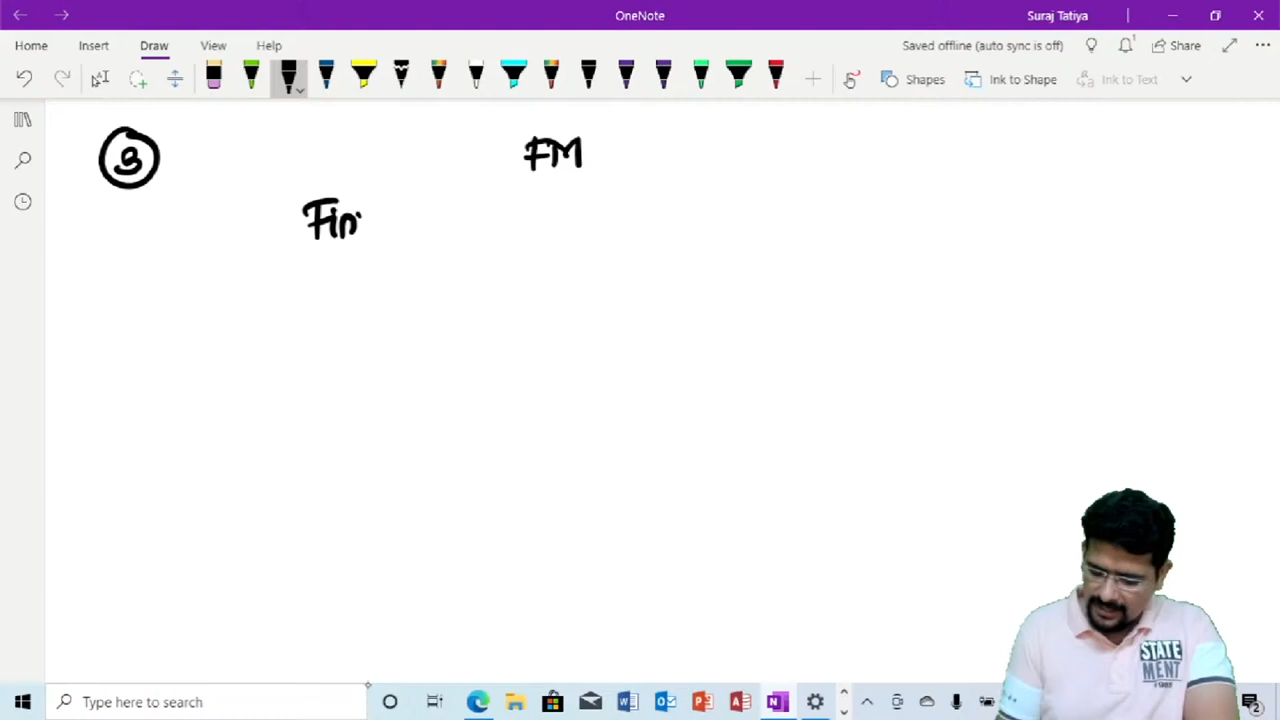 OneNote
Suraj Tatiya
Home Insert Draw View Help
Saved offline (auto sync is off)
Share
Shapes
Ink to Shape
Ink to Text
3
FM
Fin
STATE
MENT
Type here to search
2